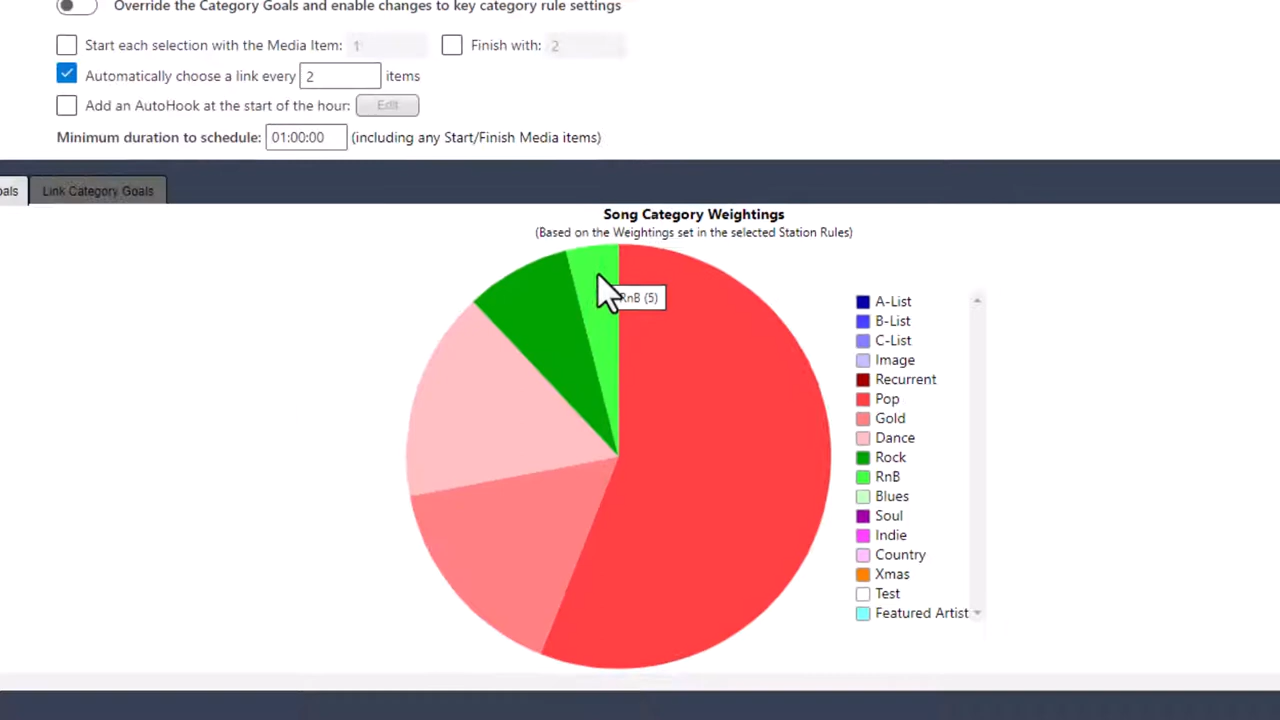 Override the Category Goals and enable changes to key category rule settings
Start each selection with the Media Item: 1 Finish with: 2
Automatically choose a link every 2 items
Add an AutoHook at the start of the hour: Edit
Minimum duration to schedule: 01:00:00 (including any Start/Finish Media items)
oals Link Category Goals
Song Category Weightings
(Based on the Weightings set in the selected Station Rules)
RnB (5)
A-List
B-List
C-List
Image
Recurrent
Pop
Gold
Dance
Rock
RnB
Blues
Soul
Indie
Country
Xmas
Test
Featured Artist